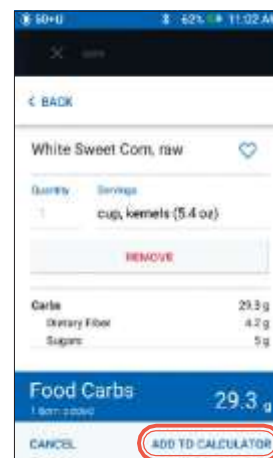 60+U 62% 11:02 AM
< BACK
White Sweet Corn, raw
Quantity Servings
1 cup, kernels (5.4 oz)
REMOVE
Carbs 29.3 g
Dietary Fiber 4.2 g
Sugars 5 g
Food Carbs 29.3 g
1 item added
CANCEL ADD TO CALCULATOR